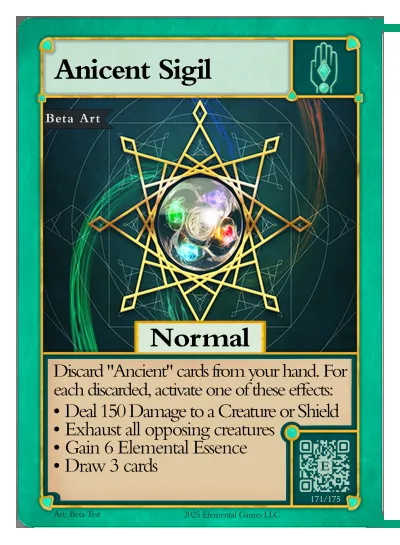 Anicent Sigil
Beta Art
Normal
Discard "Ancient" cards from your hand. For
each discarded, activate one of these effects:
• Deal 150 Damage to a Creature or Shield
• Exhaust all opposing creatures
• Gain 6 Elemental Essence
• Draw 3 cards
E
171/175
Art: Beta Test
2025 Elemental Games LLC